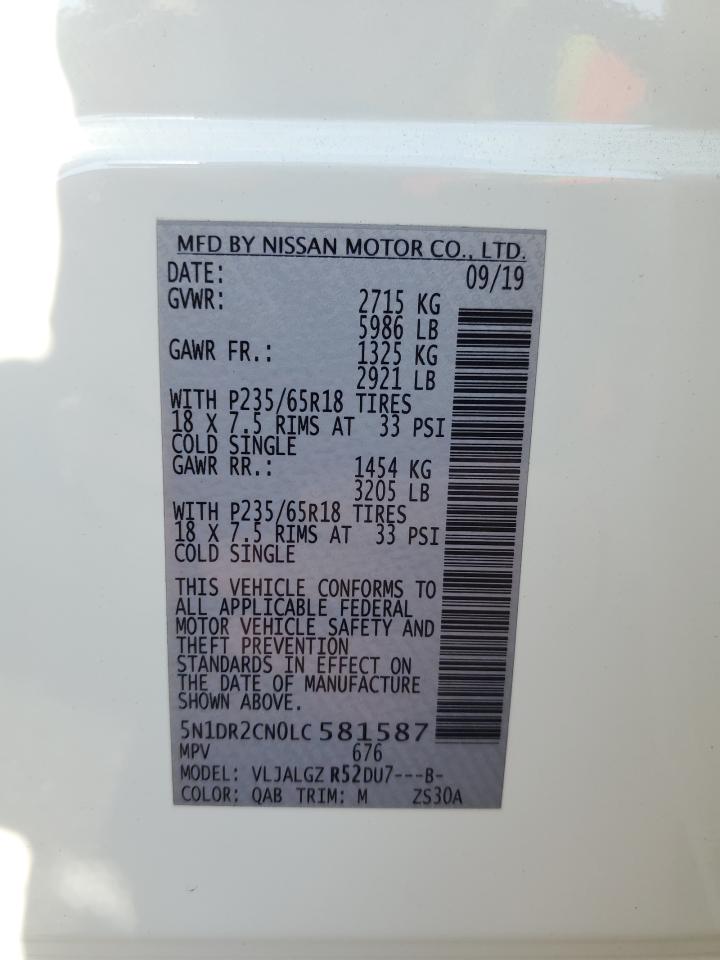 MFD BY NISSAN MOTOR CO., LTD.
DATE: 09/19
GVWR: 2715 KG
5986 LB
GAWR FR.: 1325 KG
2921 LB
WITH P235/65R18 TIRES
18 X 7.5 RIMS AT 33 PSI
COLD SINGLE
GAWR RR.: 1454 KG
3205 LB
WITH P235/65R18 TIRES
18 X 7.5 RIMS AT 33 PSI
COLD SINGLE
THIS VEHICLE CONFORMS TO
ALL APPLICABLE FEDERAL
MOTOR VEHICLE SAFETY AND
THEFT PREVENTION
STANDARDS IN EFFECT ON
THE DATE OF MANUFACTURE
SHOWN ABOVE.
5N1DR2CN0LC581587
MPV 676
MODEL: VLJALGZ R52DU7---B-
COLOR: QAB TRIM: M ZS30A